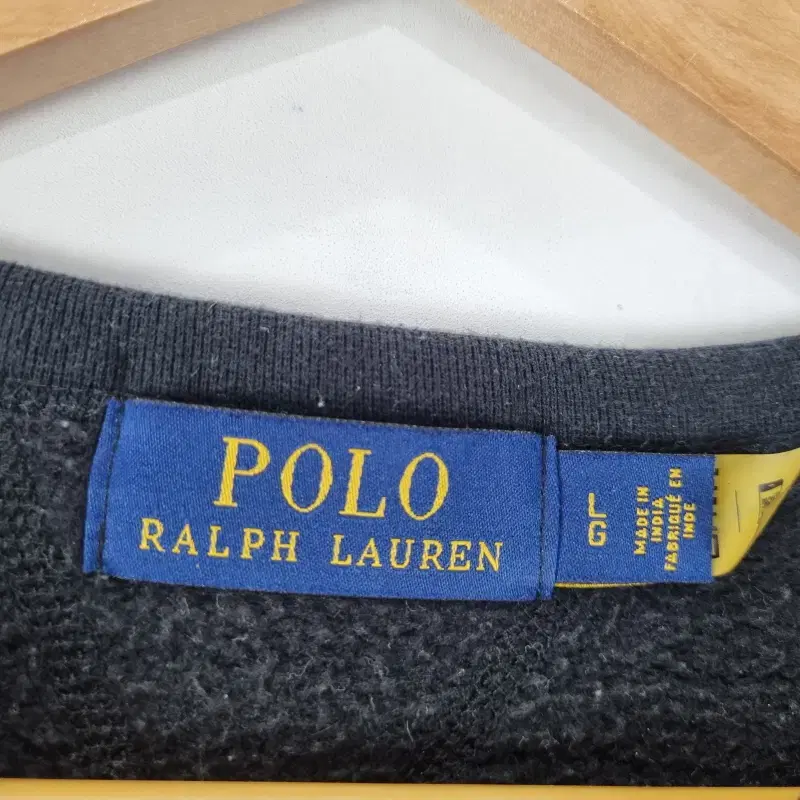 POLO
RALPH LAUREN
L
G
MADE IN
INDIA
FABRIQUÉ EN
INDE